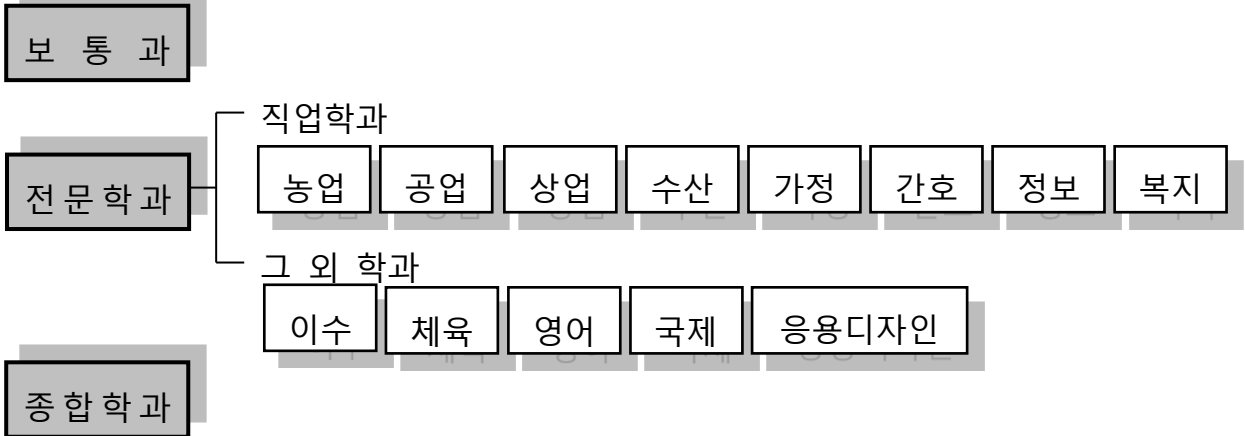 보 통 과
직업학과
전문학과
농업 공업 상업 수산 가정 간호 정보 복지
그 외 학과
이수 체육 영어 국제 응용디자인
종합학과